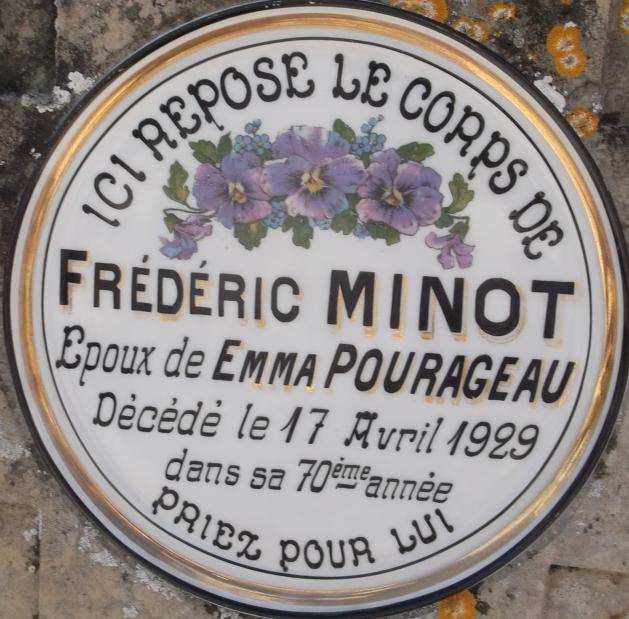 ICI REPOSE LE CORPS DE
FRÉDÉRIC MINOT
Epoux de EMMA POURAGEAU
Décédé le 17 Avril 1929
dans sa 70ème année
PRIEZ POUR LUI